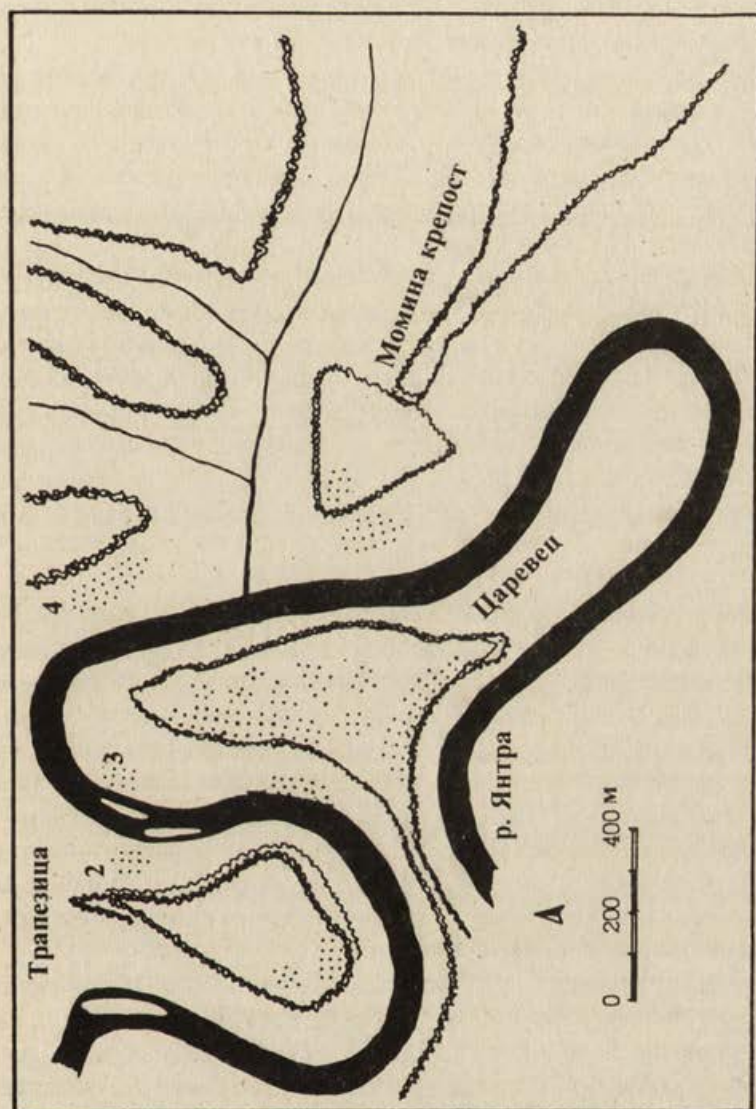 Трапезица
2
3
4
Момина крепост
Царевец
р. Янтра
0 200 400 м